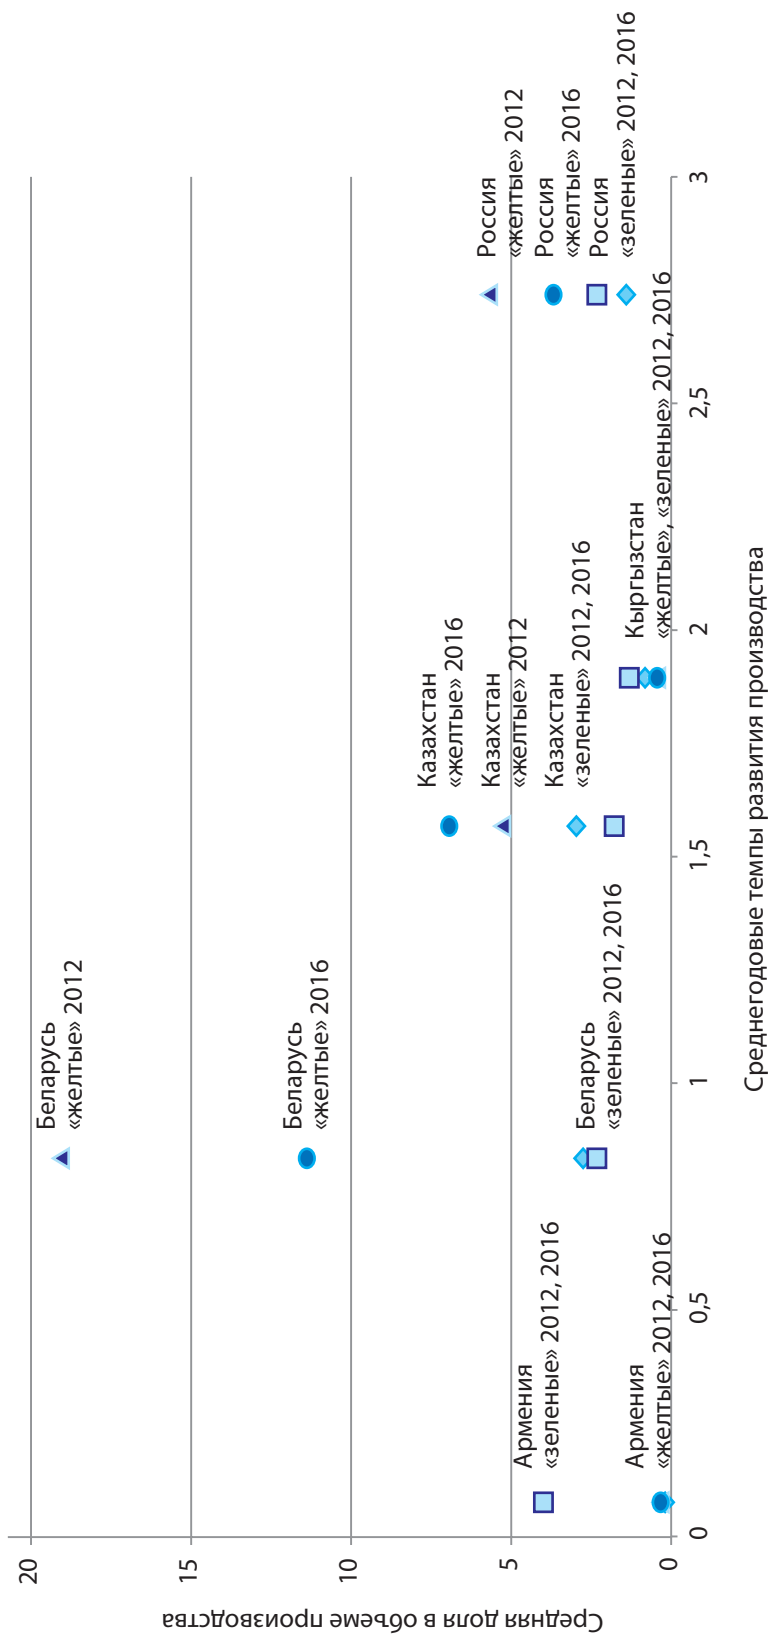 Средняя доля в объеме производства
20
15
10
5
0
Беларусь
«желтые» 2012
Беларусь
«желтые» 2016
Казахстан
«желтые» 2016
Казахстан
«желтые» 2012
Казахстан
«зеленые» 2012, 2016
Россия
«желтые» 2012
Россия
«желтые» 2016
Россия
«зеленые» 2012, 2016
Армения
«зеленые» 2012, 2016
Беларусь
«зеленые» 2012, 2016
Армения
«желтые» 2012, 2016
Кыргызстан
«желтые», «зеленые» 2012, 2016
0
0,5
1
1,5
2
2,5
3
Среднегодовые темпы развития производства